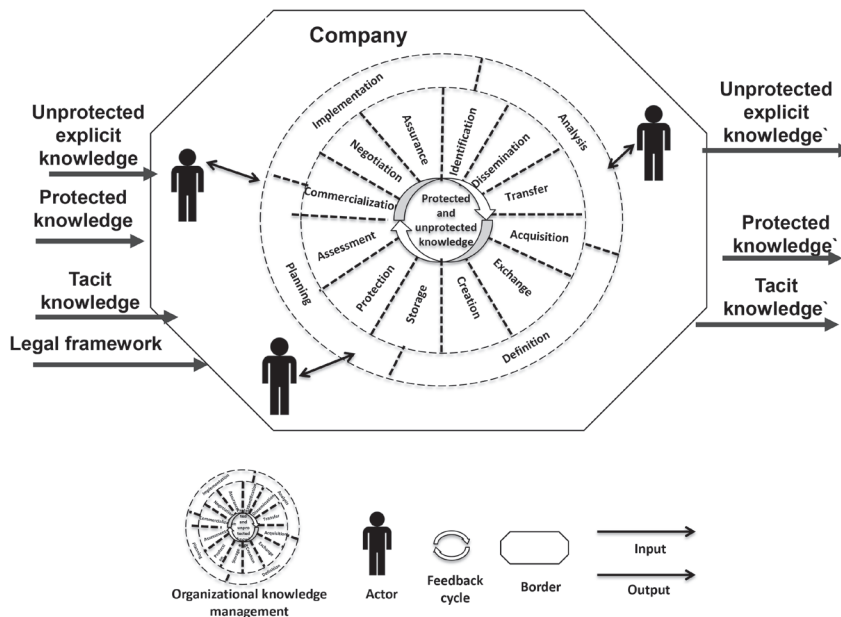 Company
Unprotected
explicit
knowledge
Protected
knowledge
Tacit
knowledge
Legal framework
Implementation
Analysis
Definition
Planning
Assurance
Identification
Dissemination
Transfer
Acquisition
Exchange
Creation
Storage
Protection
Assessment
Commercialization
Negotiation
Protected
and
unprotected
knowledge
Unprotected
explicit
knowledge`
Protected
knowledge`
Tacit
knowledge`
Organizational knowledge
management
Actor
Feedback
cycle
Border
Input
Output